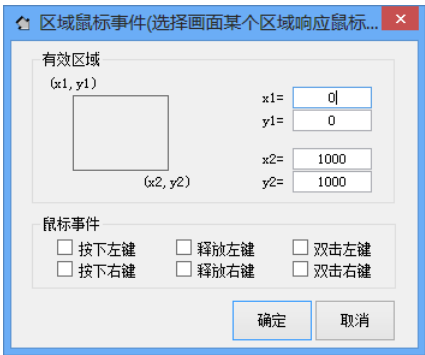 区域鼠标事件(选择画面某个区域响应鼠标...
有效区域
(x1,y1)
x1= 0
y1= 0
x2= 1000
(x2,y2) y2= 1000
鼠标事件
按下左键 释放左键 双击左键
按下右键 释放右键 双击右键
确定 取消